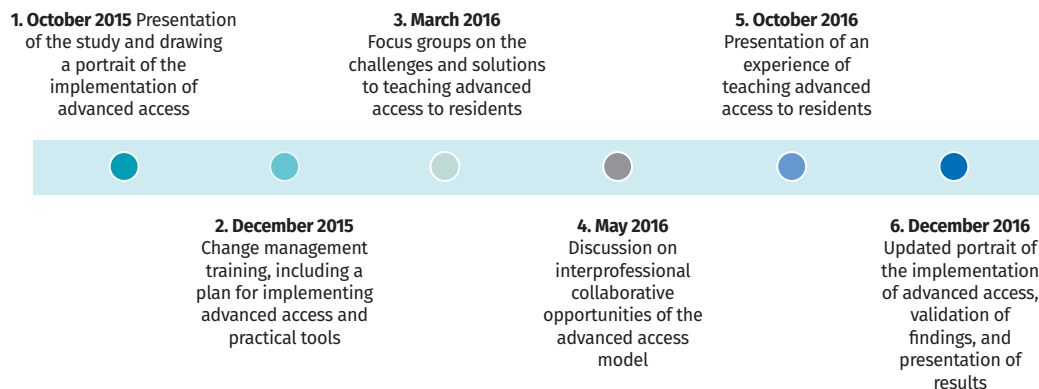 1. October 2015 Presentation
of the study and drawing
a portrait of the
implementation of
advanced access
2. December 2015
Change management
training, including a
plan for implementing
advanced access and
practical tools
3. March 2016
Focus groups on the
challenges and solutions
to teaching advanced
access to residents
4. May 2016
Discussion on
interprofessional
collaborative
opportunities of the
advanced access
model
5. October 2016
Presentation of an
experience of
teaching advanced
access to residents
6. December 2016
Updated portrait of
the implementation
of advanced access,
validation of
findings, and
presentation of
results